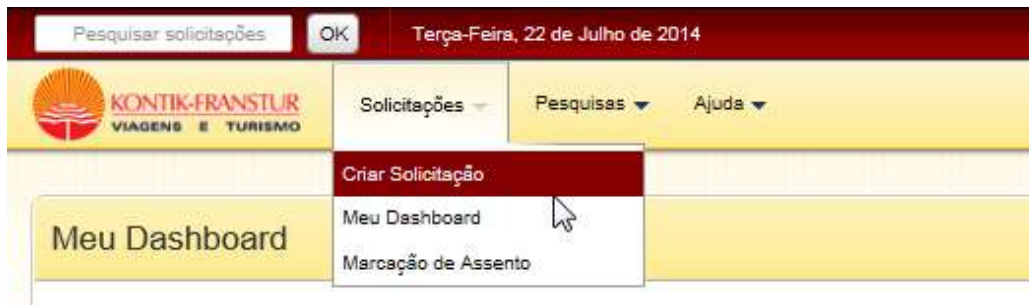 Pesquisar solicitações OK Terça-Feira, 22 de Julho de 2014
KONTIK-FRANSTUR
VIAGENS E TURISMO
Solicitações Pesquisas Ajuda
Criar Solicitação
Meu Dashboard
Marcação de Assento
Meu Dashboard